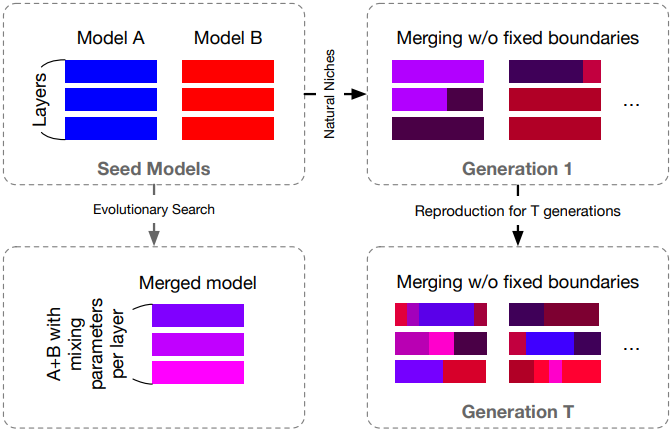 Model A
Model B
Layers
Seed Models
Natural Niches
Merging w/o fixed boundaries
...
Generation 1
Evolutionary Search
Reproduction for T generations
Merged model
A+B with
mixing
parameters
per layer
Merging w/o fixed boundaries
...
Generation T